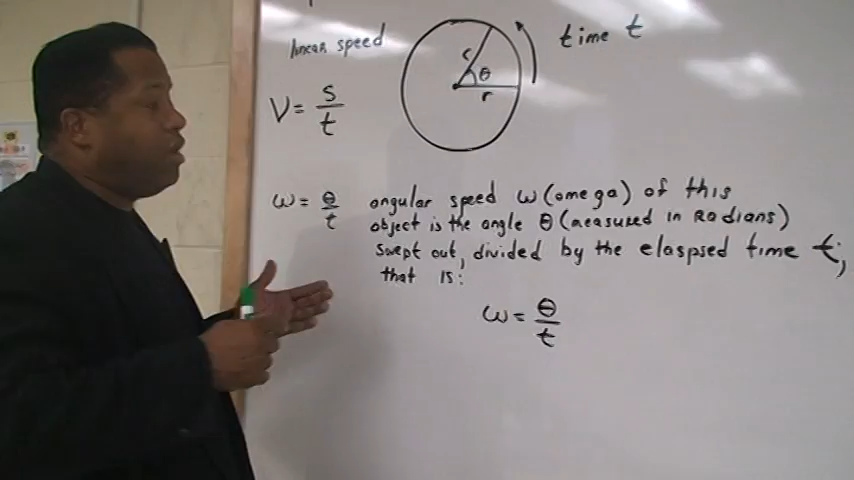 linear speed
time t
r
θ
r
V = s/t
ω = θ/t
angular speed ω (omega) of this
object is the angle θ (measured in Radians)
swept out, divided by the elaspsed time t,
that is:
ω = θ/t